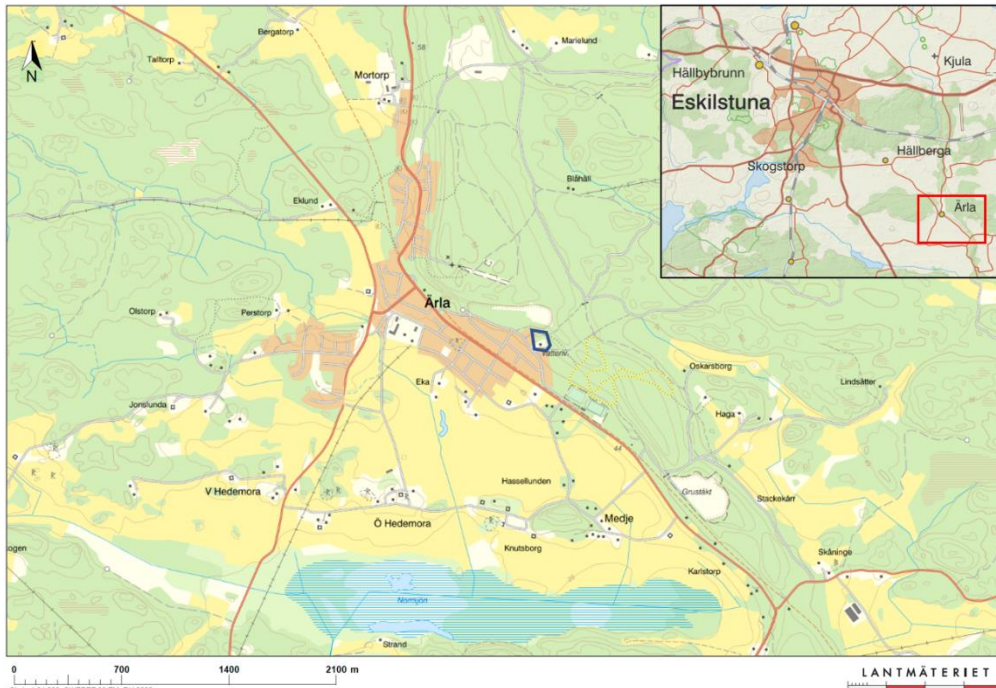 Talltorp
Bergatorp
58
Marielund
Mortorp
N
Hällbybrunn
Kjula
Eskilstuna
Hällberga
Skogstorp
Ärla
Blåhäll
Eklund
Ärla
Olstorp
Perstorp
Vattenv.
Oskarsborg
Eka
Lindsätter
Jonslunda
Haga
44
Hassellunden
V Hedemora
Grustäkt
Stackekärr
Ö Hedemora
Medje
Knutsborg
Skåninge
Karlstorp
Norrsjön
Strand
0 700 1400 2100 m
LANTMÄTERIET